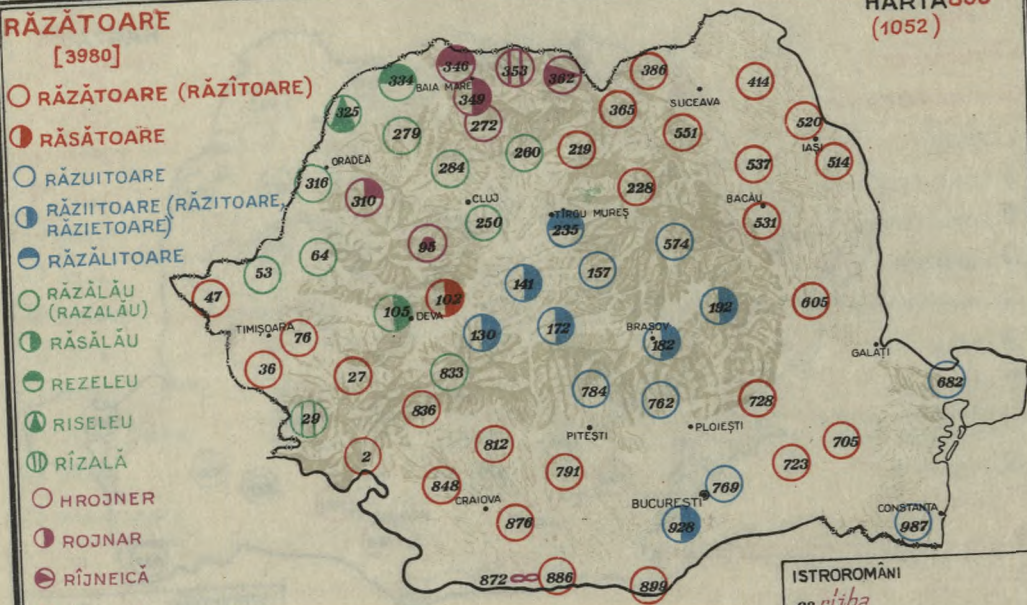 RĂZĂTOARE
[3980]
(1052)
RĂZĂTOARE (RĂZÎTOARE)
RĂSĂTOARE
RĂZUITOARE
RĂZIITOARE (RĂZITOARE,
RĂZIETOARE)
RĂZĂLITOARE
RĂZĂLĂU
(RAZALĂU)
RĂSĂLĂU
REZELEU
RISELEU
RÎZALĂ
HROJNER
ROJNAR
RÎJNEICĂ
346
353
362
386
334
BAIA MARE
349
414
SUCEAVA
325
365
272
279
520
551
IAȘI
219
260
514
ORADEA
284
537
316
228
310
CLUJ
BACĂU
250
TÎRGU MUREȘ
235
531
95
574
64
53
157
141
47
102
192
605
105
DEVA
130
172
TIMIȘOARA
76
BRAȘOV
182
GALAȚI
36
27
833
682
784
762
728
836
29
PITEȘTI
PLOIEȘTI
812
705
2
723
791
848
769
CRAIOVA
BUCUREȘTI
CONSTANȚA
876
928
987
872
886
899
ISTROROMÂNI